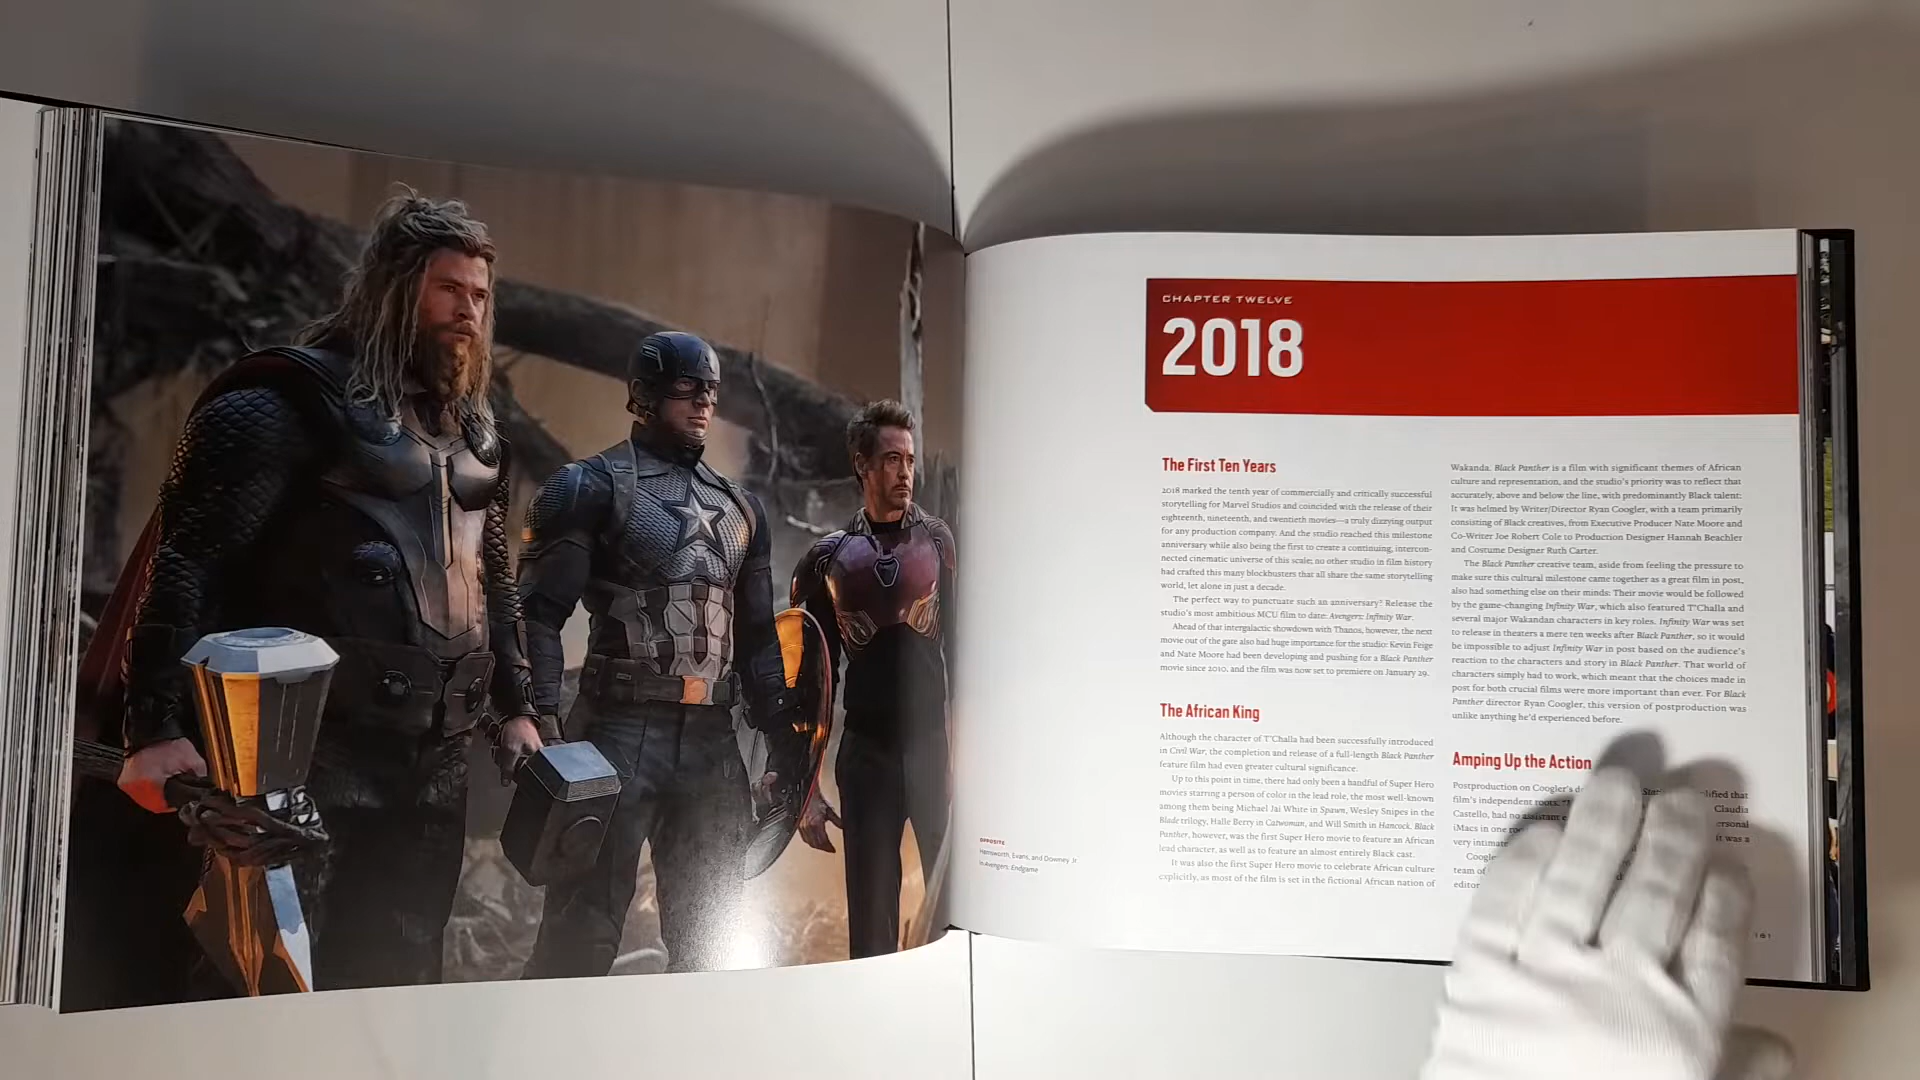 CHAPTER TWELVE
2018
The First Ten Years
2018 marked the tenth year of commercially and critically successful
storytelling for Marvel Studios and coincided with the release of their
eighteenth, nineteenth, and twentieth movies—a truly dizzying output
for any production company. And the studio reached this milestone
anniversary while also being the first to create a continuing, intercon-
nected cinematic universe of this scale; no other studio in film history
had crafted this many blockbusters that all share the same storytelling
world, let alone in just a decade.
The perfect way to punctuate such an anniversary? Release the
studio's most ambitious MCU film to date: Avengers: Infinity War.
Ahead of that intergalactic showdown with Thanos, however, the next
movie out of the gate also had huge importance for the studio: Kevin Feige
and Nate Moore had been developing and pushing for a Black Panther
movie since 2010, and the film was now set to premiere on January 29.
The African King
Although the character of T'Challa had been successfully introduced
in Civil War, the completion and release of a full-length Black Panther
feature film had even greater cultural significance.
Up to this point in time, there had only been a handful of Super Hero
movies starring a person of color in the lead role, the most well-known
among them being Michael Jai White in Spawn, Wesley Snipes in the
Blade trilogy, Halle Berry in Catwoman, and Will Smith in Hancock. Black
Panther, however, was the first Super Hero movie to feature an African
lead character, as well as to feature an almost entirely Black cast.
It was also the first Super Hero movie to celebrate African culture
explicitly, as most of the film is set in the fictional African nation of
Wakanda. Black Panther is a film with significant themes of African
culture and representation, and the studio's priority was to reflect that
accurately, above and below the line, with predominantly Black talent:
It was helmed by Writer/Director Ryan Coogler, with a team primarily
consisting of Black creatives, from Executive Producer Nate Moore and
Co-Writer Joe Robert Cole to Production Designer Hannah Beachler
and Costume Designer Ruth Carter.
The Black Panther creative team, aside from feeling the pressure to
make sure this cultural milestone came together as a great film in post,
also had something else on their minds: Their movie would be followed
by the game-changing Infinity War, which also featured T'Challa and
several major Wakandan characters in key roles. Infinity War was set
to release in theaters a mere ten weeks after Black Panther, so it would
be impossible to adjust Infinity War in post based on the audience's
reaction to the characters and story in Black Panther. That world of
characters simply had to work, which meant that the choices made in
post for both crucial films were more important than ever. For Black
Panther director Ryan Coogler, this version of postproduction was
unlike anything he'd experienced before.
Amping Up the Action
Postproduction on Coogler's
film's independent roots.
Claudia
Castello, had no assistant
iMacs in one
very intimate
it was a
team of
editor
OPPOSITE
Hemsworth, Evans, and Downey Jr.
in Avengers: Endgame
161